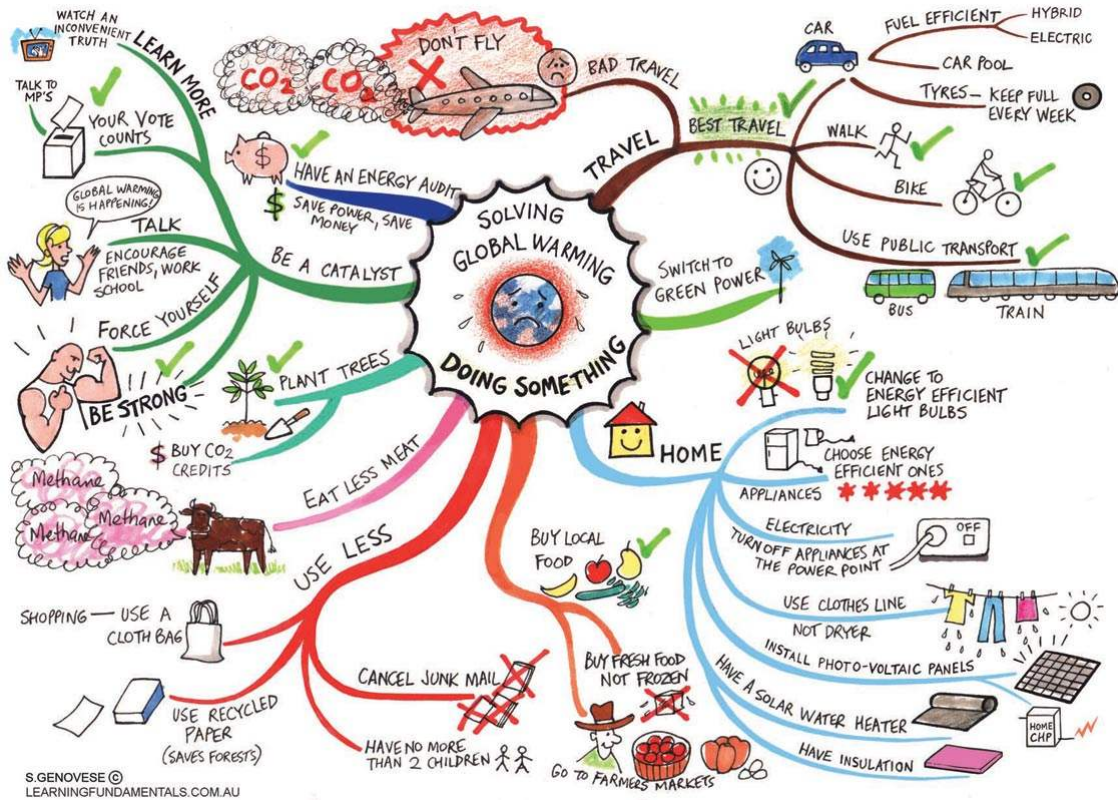 SOLVING
GLOBAL WARMING
DOING SOMETHING
TRAVEL
BAD TRAVEL
DON'T FLY
CO2
CO2
BEST TRAVEL
CAR
FUEL EFFICIENT
HYBRID
ELECTRIC
CAR POOL
TYRES — KEEP FULL
EVERY WEEK
WALK
BIKE
USE PUBLIC TRANSPORT
BUS
TRAIN
SWITCH TO
GREEN POWER
HOME
LIGHT BULBS
CHANGE TO
ENERGY EFFICIENT
LIGHT BULBS
CHOOSE ENERGY
EFFICIENT ONES
APPLIANCES
ELECTRICITY
TURN OFF APPLIANCES AT
THE POWER POINT
OFF
USE CLOTHES LINE
NOT DRYER
INSTALL PHOTO-VOLTAIC PANELS
HOME
CHP
HAVE A SOLAR WATER HEATER
HAVE INSULATION
BUY LOCAL
FOOD
BUY FRESH FOOD
NOT FROZEN
GO TO FARMERS MARKETS
USE LESS
SHOPPING — USE A
CLOTH BAG
USE RECYCLED
PAPER
(SAVES FORESTS)
CANCEL JUNK MAIL
HAVE NO MORE
THAN 2 CHILDREN
EAT LESS MEAT
Methane
Methane
Methane
PLANT TREES
$ BUY CO2
CREDITS
BE A CATALYST
LEARN MORE
WATCH AN
INCONVENIENT
TRUTH
TALK TO
MP'S
YOUR VOTE
COUNTS
GLOBAL WARMING
IS HAPPENING!
TALK
ENCOURAGE
FRIENDS, WORK
SCHOOL
FORCE YOURSELF
BE STRONG
$
HAVE AN ENERGY AUDIT
$ SAVE POWER, SAVE
MONEY
S.GENOVESE ©
LEARNINGFUNDAMENTALS.COM.AU